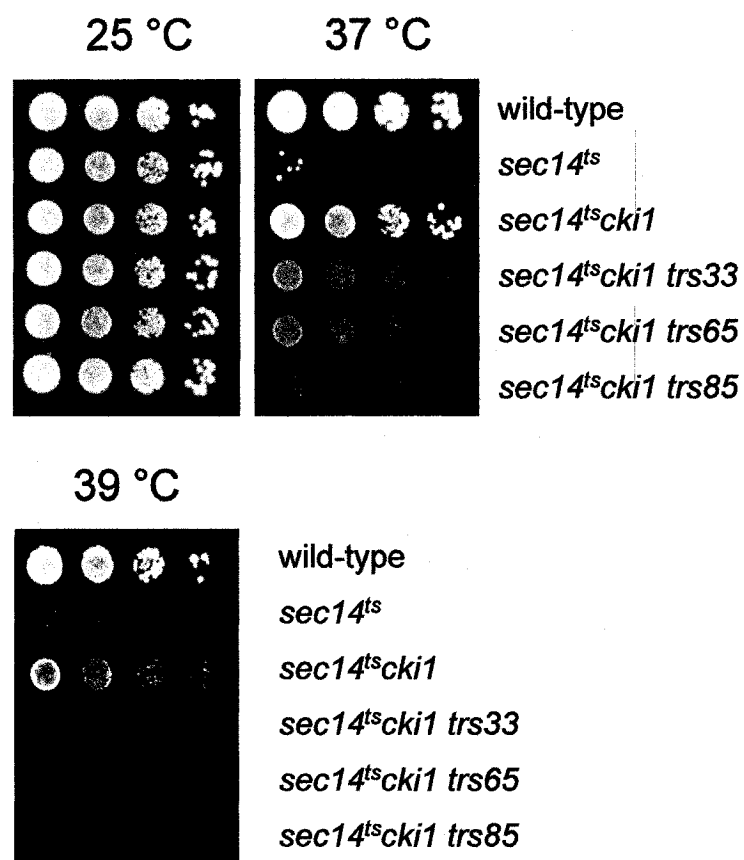 25 °C 37 °C
wild-type
sec14ts
sec14tscki1
sec14tscki1 trs33
sec14tscki1 trs65
sec14tscki1 trs85
39 °C
wild-type
sec14ts
sec14tscki1
sec14tscki1 trs33
sec14tscki1 trs65
sec14tscki1 trs85